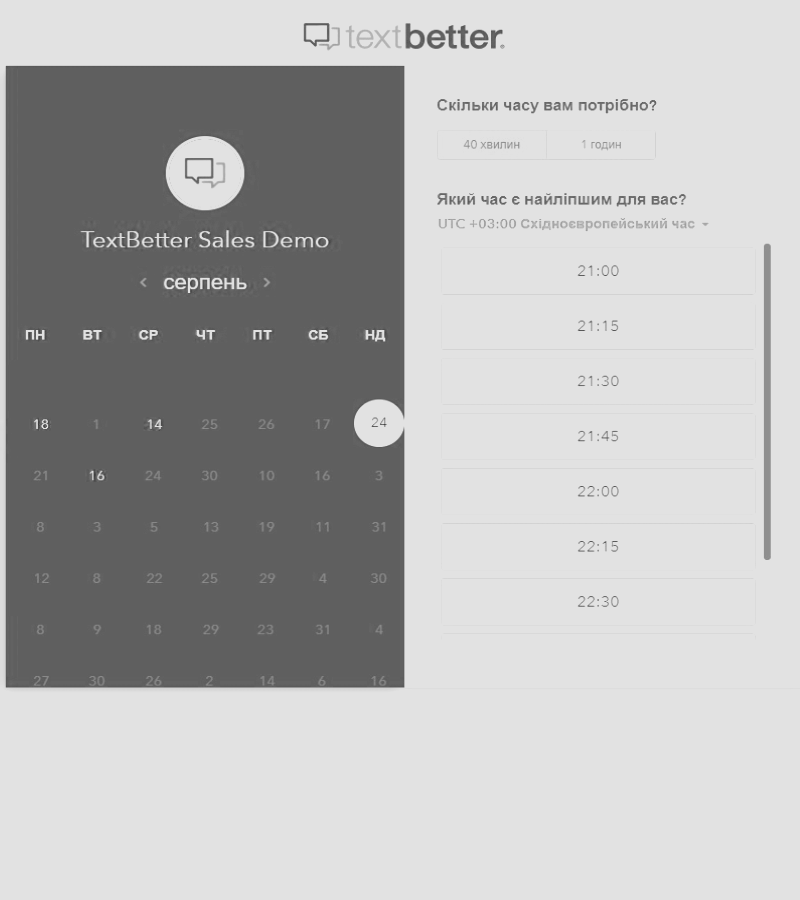 textbetter.
TextBetter Sales Demo
‹ серпень ›
ПН ВТ СР ЧТ ПТ СБ НД
18 1 14 25 26 17 24
21 16 24 30 10 16 3
8 3 5 13 19 11 31
12 8 22 25 29 4 30
8 9 18 29 23 31 4
27 30 26 2 14 6 16
Скільки часу вам потрібно?
40 хвилин 1 годин
Який час є найліпшим для вас?
UTC +03:00 Східноєвропейський час
21:00
21:15
21:30
21:45
22:00
22:15
22:30